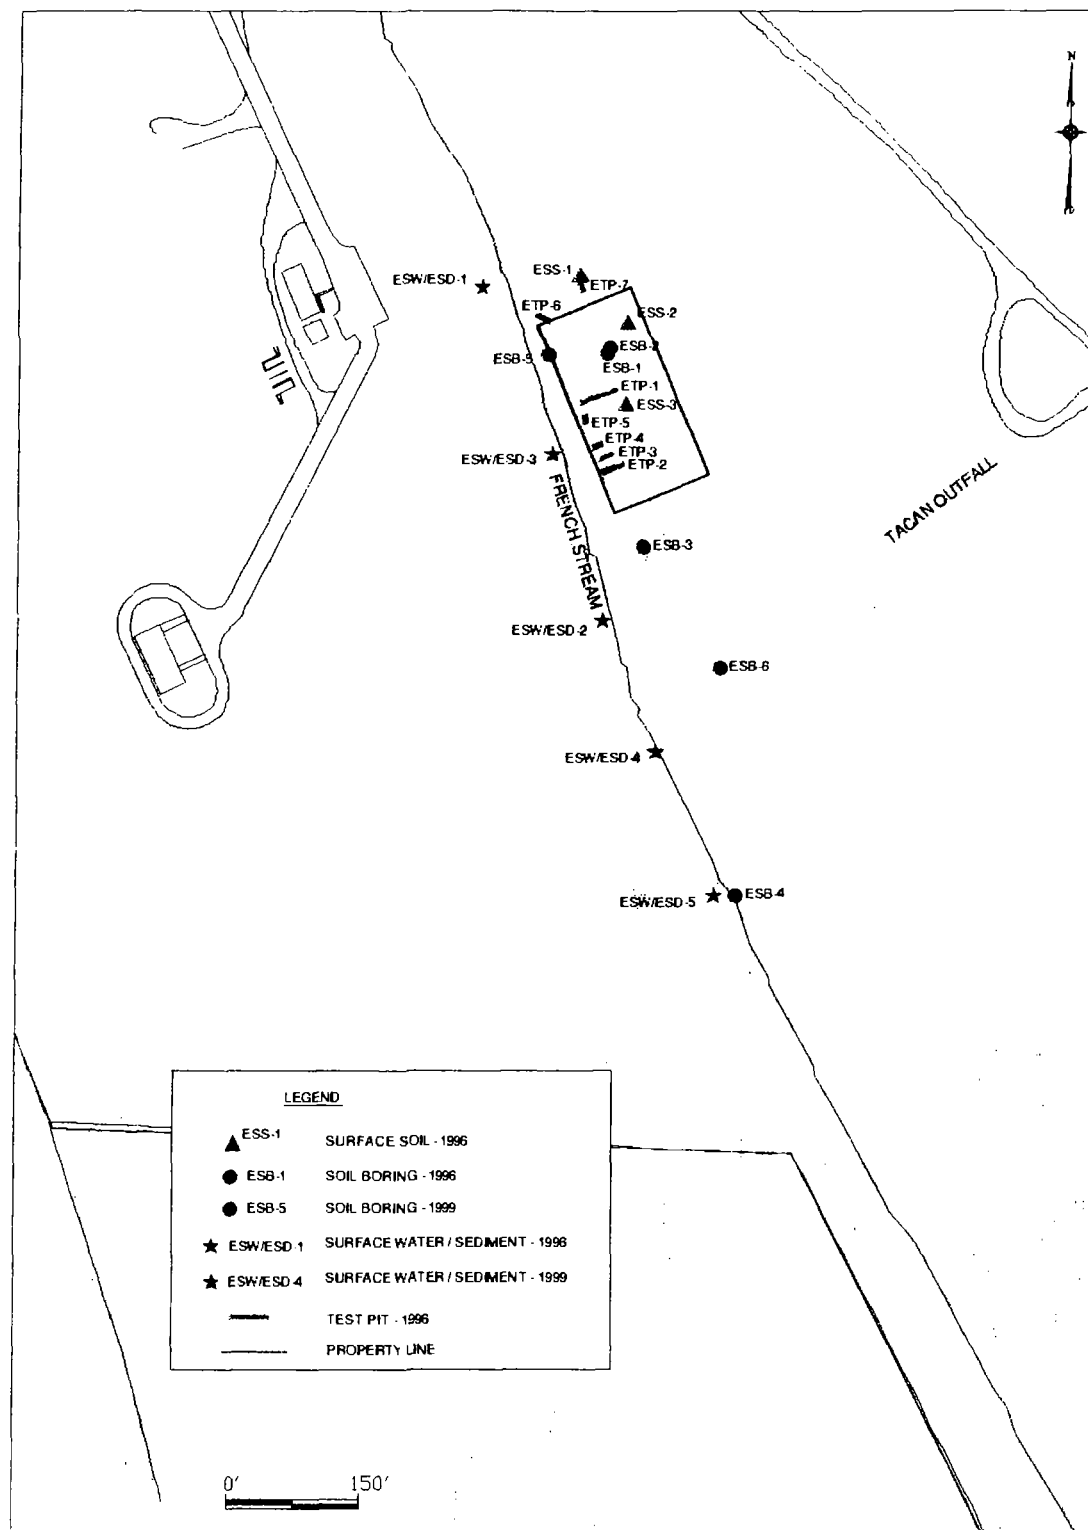 N
ESS-1
ETP-7
ESW/ESD-1
ETP-6
ESS-2
ESB-2
ESB-5
ESB-1
ETP-1
ESS-3
ETP-5
ETP-4
ETP-3
ETP-2
ESW/ESD-3
FRENCH STREAM
TACAN OUTFALL
ESB-3
ESW/ESD-2
ESB-6
ESW/ESD-4
ESW/ESD-5
ESB-4
LEGEND
ESS-1 SURFACE SOIL - 1996
ESB-1 SOIL BORING - 1996
ESB-5 SOIL BORING - 1999
ESW/ESD-1 SURFACE WATER / SEDIMENT - 1996
ESW/ESD-4 SURFACE WATER / SEDIMENT - 1999
TEST PIT - 1996
PROPERTY LINE
0' 150'